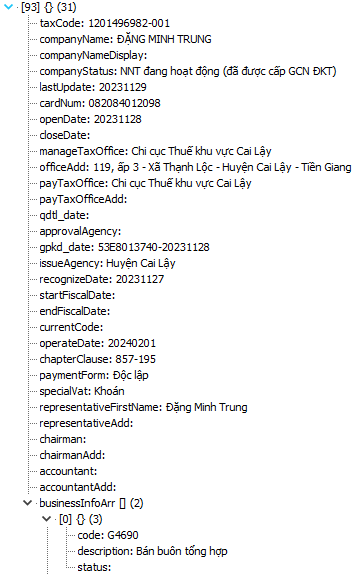 [93] {} (31)
taxCode: 1201496982-001
companyName: ĐẶNG MINH TRUNG
companyNameDisplay:
companyStatus: NNT đang hoạt động (đã được cấp GCN ĐKT)
lastUpdate: 20231129
cardNum: 082084012098
openDate: 20231128
closeDate:
manageTaxOffice: Chi cục Thuế khu vực Cai Lậy
officeAdd: 119, ấp 3 - Xã Thạnh Lộc - Huyện Cai Lậy - Tiền Giang
payTaxOffice: Chi cục Thuế khu vực Cai Lậy
payTaxOfficeAdd:
qdtl_date:
approvalAgency:
gpkd_date: 53E8013740-20231128
issueAgency: Huyện Cai Lậy
recognizeDate: 20231127
startFiscalDate:
endFiscalDate:
currentCode:
operateDate: 20240201
chapterClause: 857-195
paymentForm: Độc lập
specialVat: Khoán
representativeFirstName: Đặng Minh Trung
representativeAdd:
chairman:
chairmanAdd:
accountant:
accountantAdd:
businessInfoArr [] (2)
[0] {} (3)
code: G4690
description: Bán buôn tổng hợp
status: